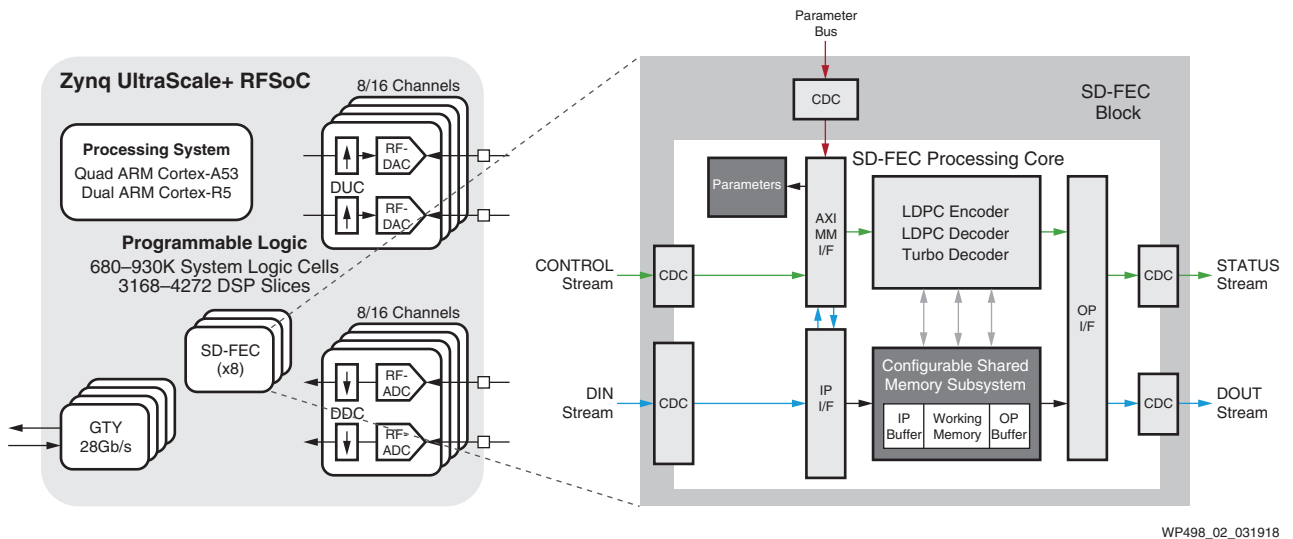 Zynq UltraScale+ RFSoC
Processing System
Quad ARM Cortex-A53
Dual ARM Cortex-R5
8/16 Channels
RF-
DAC
DUC
RF-
DAC
Programmable Logic
680–930K System Logic Cells
3168–4272 DSP Slices
8/16 Channels
SD-FEC
(x8)
RF-
ADC
DDC
RF-
ADC
GTY
28Gb/s
Parameter
Bus
CDC
SD-FEC
Block
SD-FEC Processing Core
Parameters
AXI
MM
I/F
LDPC Encoder
LDPC Decoder
Turbo Decoder
CONTROL
Stream
CDC
OP
I/F
CDC
STATUS
Stream
DIN
Stream
CDC
IP
I/F
Configurable Shared
Memory Subsystem
IP
Buffer
Working
Memory
OP
Buffer
CDC
DOUT
Stream
WP498_02_031918